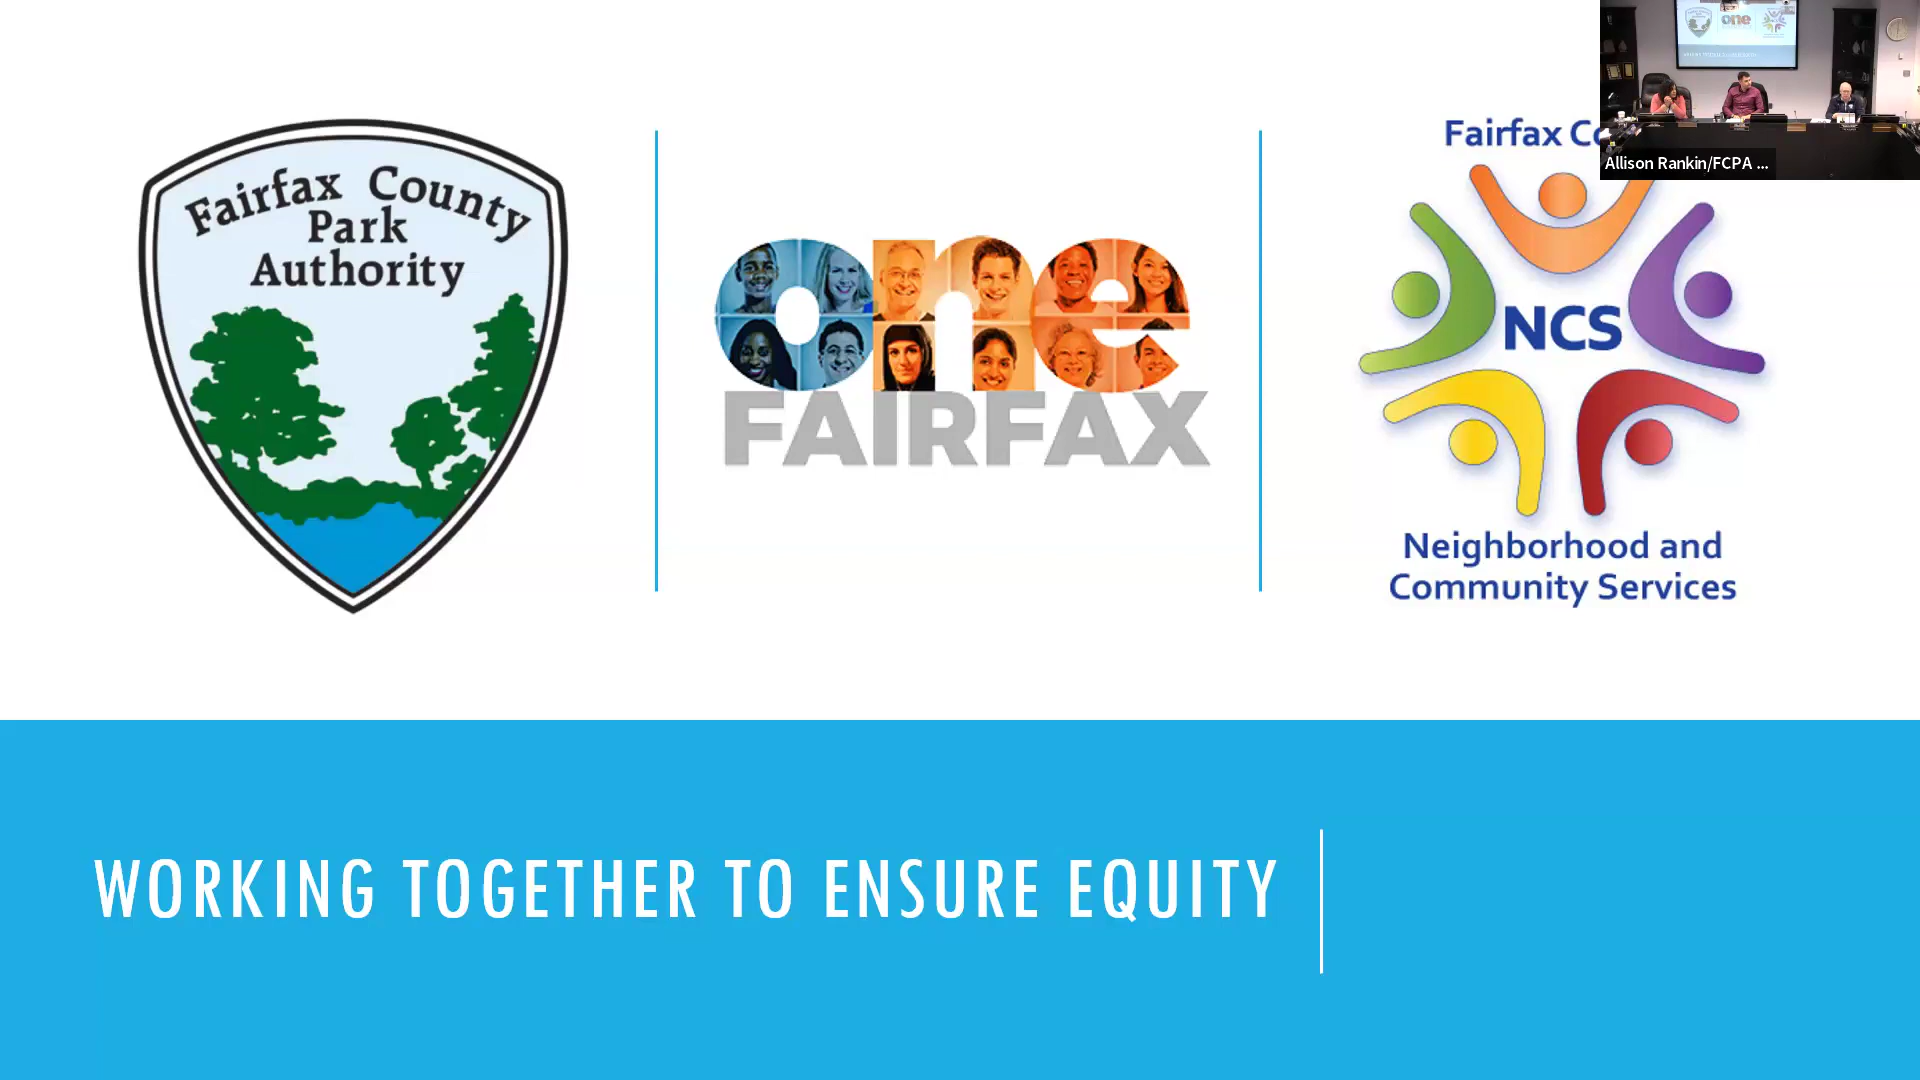 Fairfax County
Park
Authority
one
FAIRFAX
Fairfax
NCS
Neighborhood and
Community Services
one
Allison Rankin/FCPA ...
WORKING TOGETHER TO ENSURE EQUITY